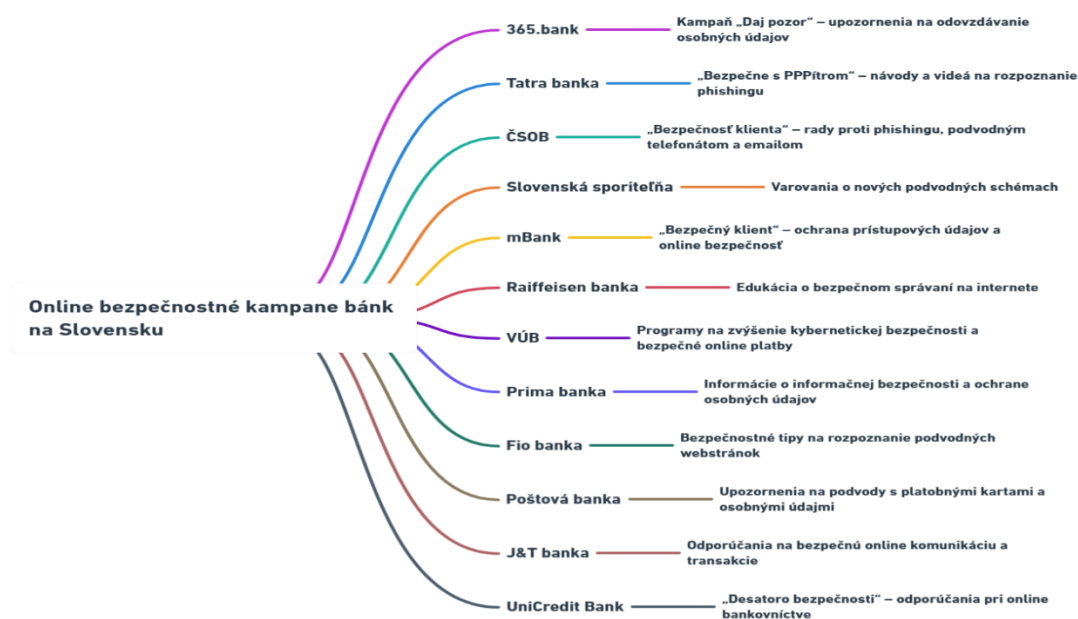 Online bezpečnostné kampane bánk
na Slovensku
365.bank
Kampaň „Daj pozor“ – upozornenia na odovzdávanie
osobných údajov
Tatra banka
„Bezpečne s PPPítrom“ – návody a videá na rozpoznanie
phishingu
ČSOB
„Bezpečnosť klienta“ – rady proti phishingu, podvodným
telefonátom a emailom
Slovenská sporiteľňa
Varovania o nových podvodných schémach
mBank
„Bezpečný klient“ – ochrana prístupových údajov a
online bezpečnosť
Raiffeisen banka
Edukácia o bezpečnom správaní na internete
VÚB
Programy na zvýšenie kybernetickej bezpečnosti a
bezpečné online platby
Prima banka
Informácie o informačnej bezpečnosti a ochrane
osobných údajov
Fio banka
Bezpečnostné tipy na rozpoznanie podvodných
webstránok
Poštová banka
Upozornenia na podvody s platobnými kartami a
osobnými údajmi
J&T banka
Odporúčania na bezpečnú online komunikáciu a
transakcie
UniCredit Bank
„Desatoro bezpečnosti“ – odporúčania pri online
bankovníctve